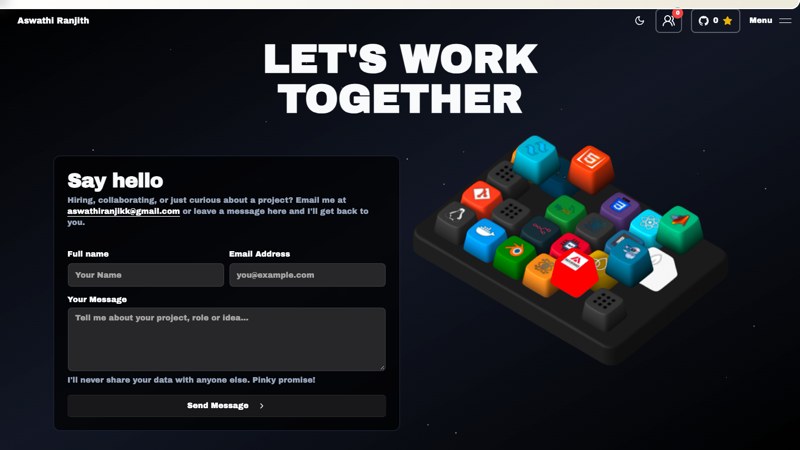 Aswathi Ranjith
9
0
Menu
LET'S WORK
TOGETHER
Say hello
Hiring, collaborating, or just curious about a project? Email me at
aswathiranjikk@gmail.com or leave a message here and I'll get back to
you.
Full name
Email Address
Your Name
you@example.com
Your Message
Tell me about your project, role or idea...
I'll never share your data with anyone else. Pinky promise!
Send Message